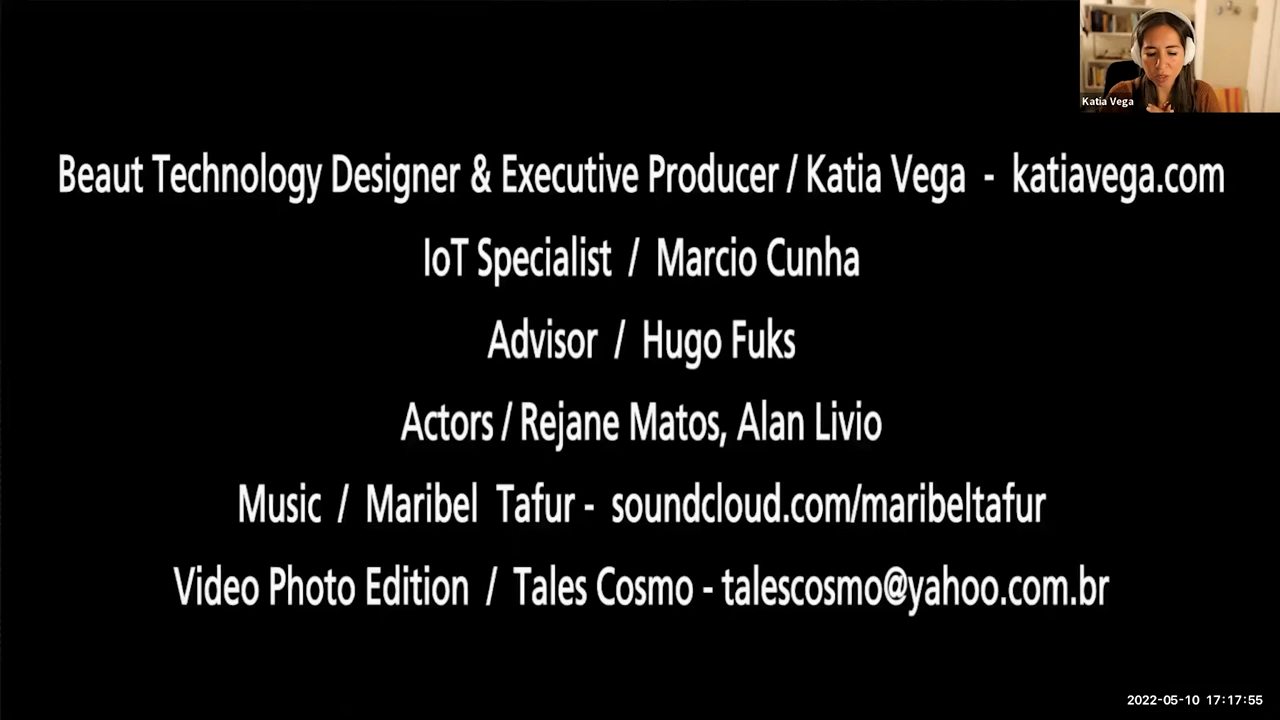 Katia Vega
Beaut Technology Designer & Executive Producer / Katia Vega - katiavega.com
IoT Specialist / Marcio Cunha
Advisor / Hugo Fuks
Actors / Rejane Matos, Alan Livio
Music / Maribel Tafur - soundcloud.com/maribeltafur
Video Photo Edition / Tales Cosmo - talescosmo@yahoo.com.br
2022-05-10 17:17:55